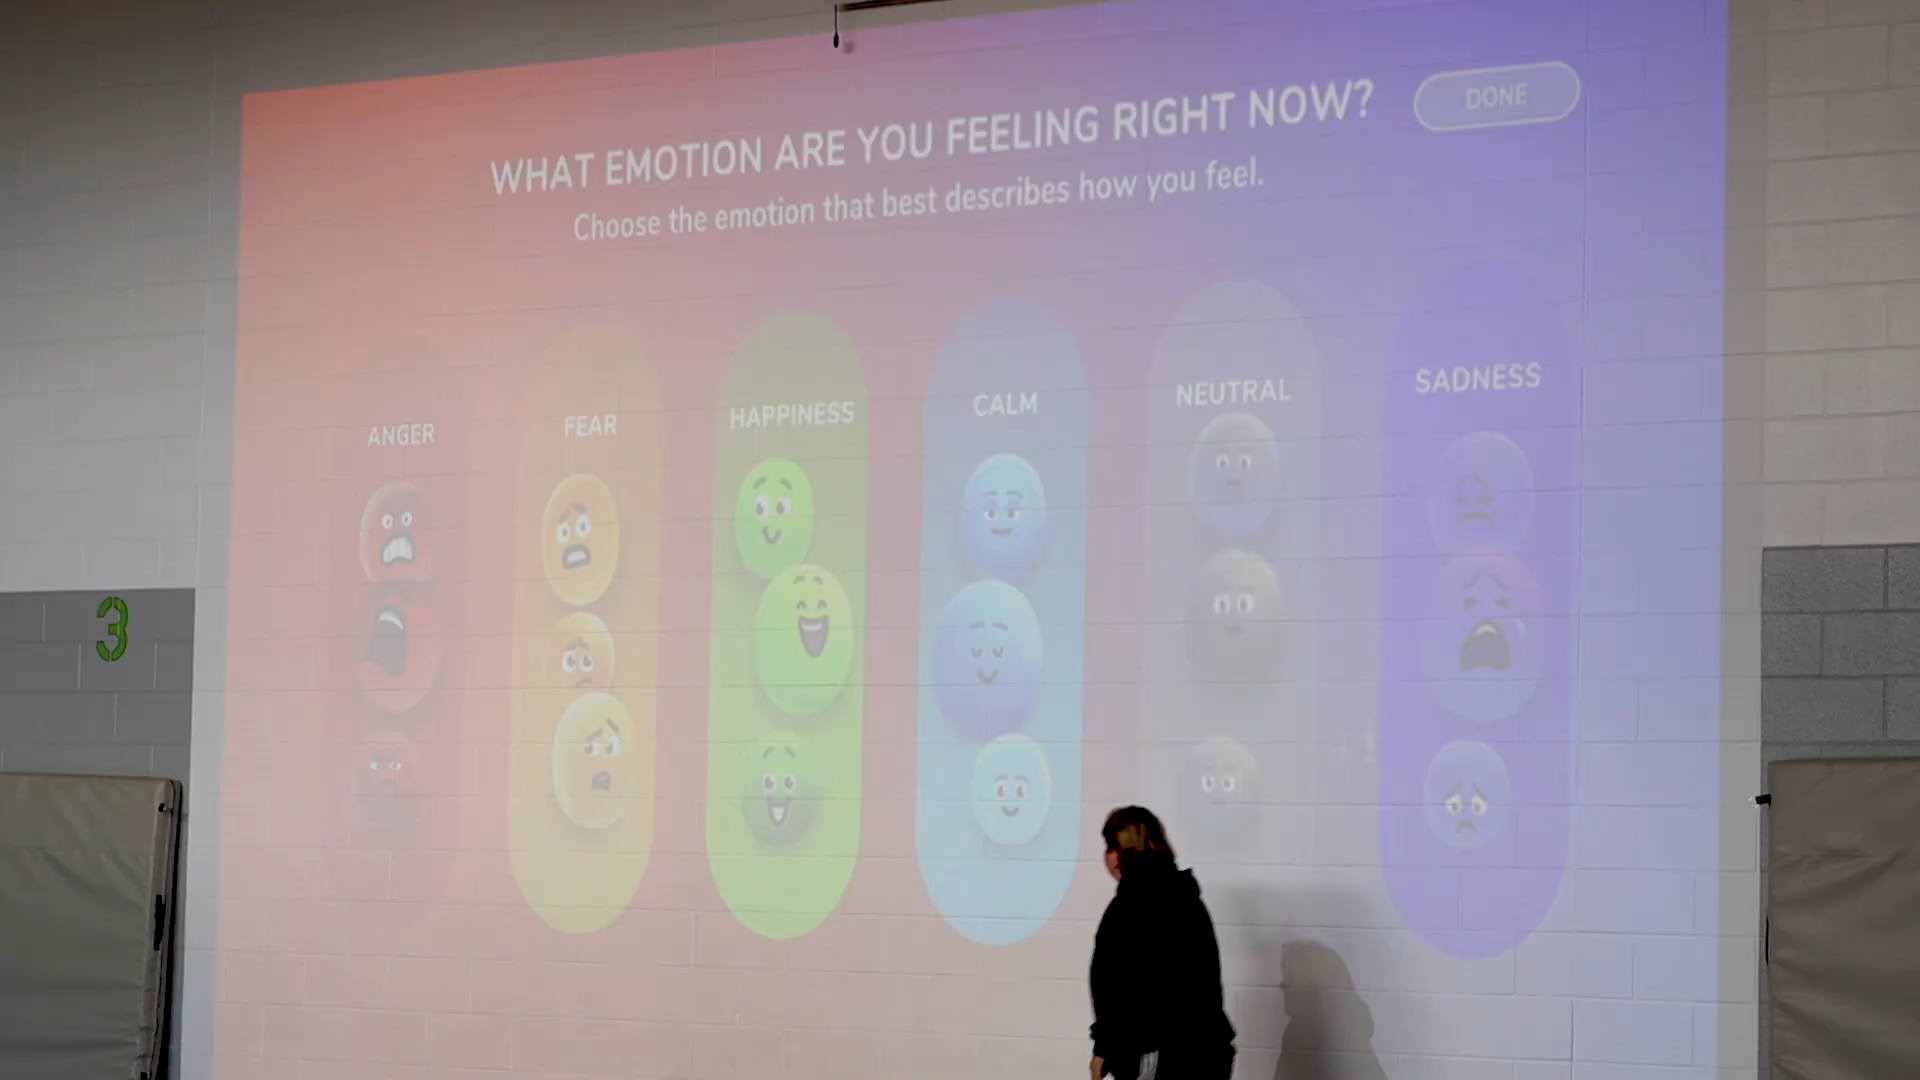 WHAT EMOTION ARE YOU FEELING RIGHT NOW?
DONE
Choose the emotion that best describes how you feel.
ANGER
FEAR
HAPPINESS
CALM
NEUTRAL
SADNESS
3